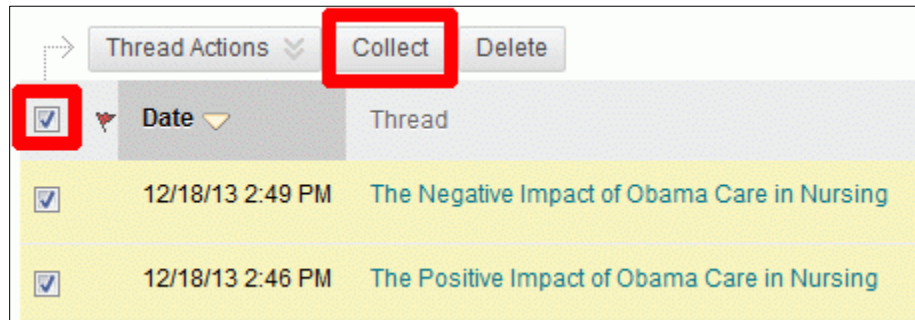 Thread Actions Collect Delete
Date Thread
12/18/13 2:49 PM The Negative Impact of Obama Care in Nursing
12/18/13 2:46 PM The Positive Impact of Obama Care in Nursing